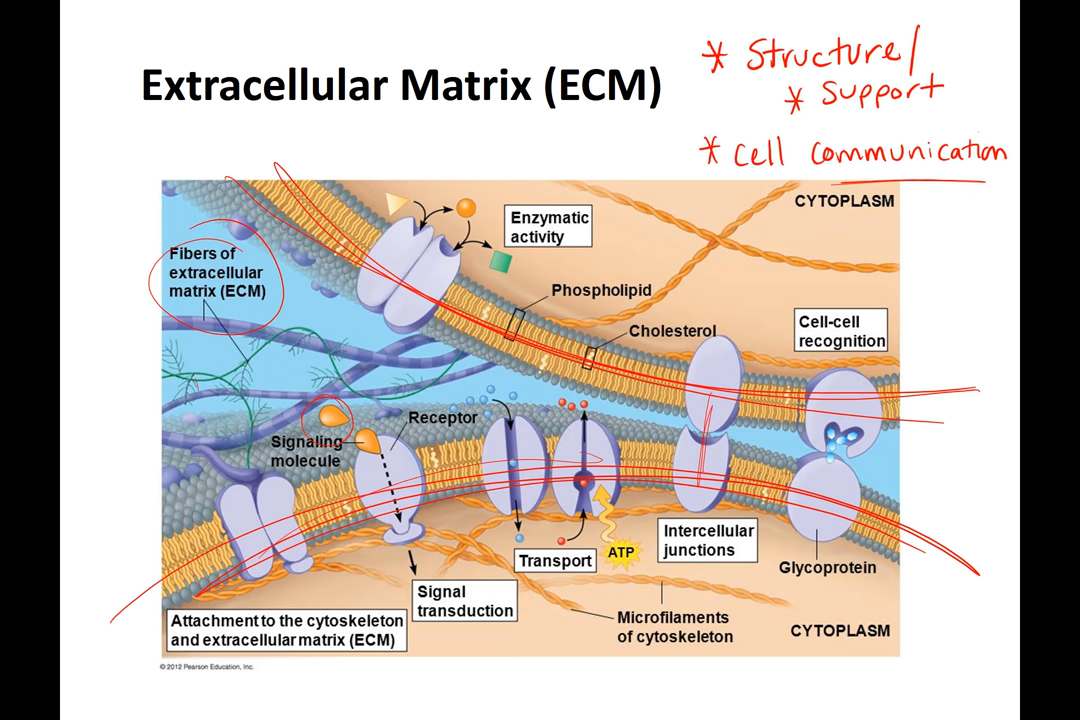 Extracellular Matrix (ECM)
* Structure/
* Support
* Cell communication
CYTOPLASM
Enzymatic
activity
Fibers of
extracellular
matrix (ECM)
Phospholipid
Cholesterol
Cell-cell
recognition
Receptor
Signaling
molecule
Transport
ATP
Intercellular
junctions
Glycoprotein
Signal
transduction
Attachment to the cytoskeleton
and extracellular matrix (ECM)
Microfilaments
of cytoskeleton
CYTOPLASM
© 2012 Pearson Education, Inc.